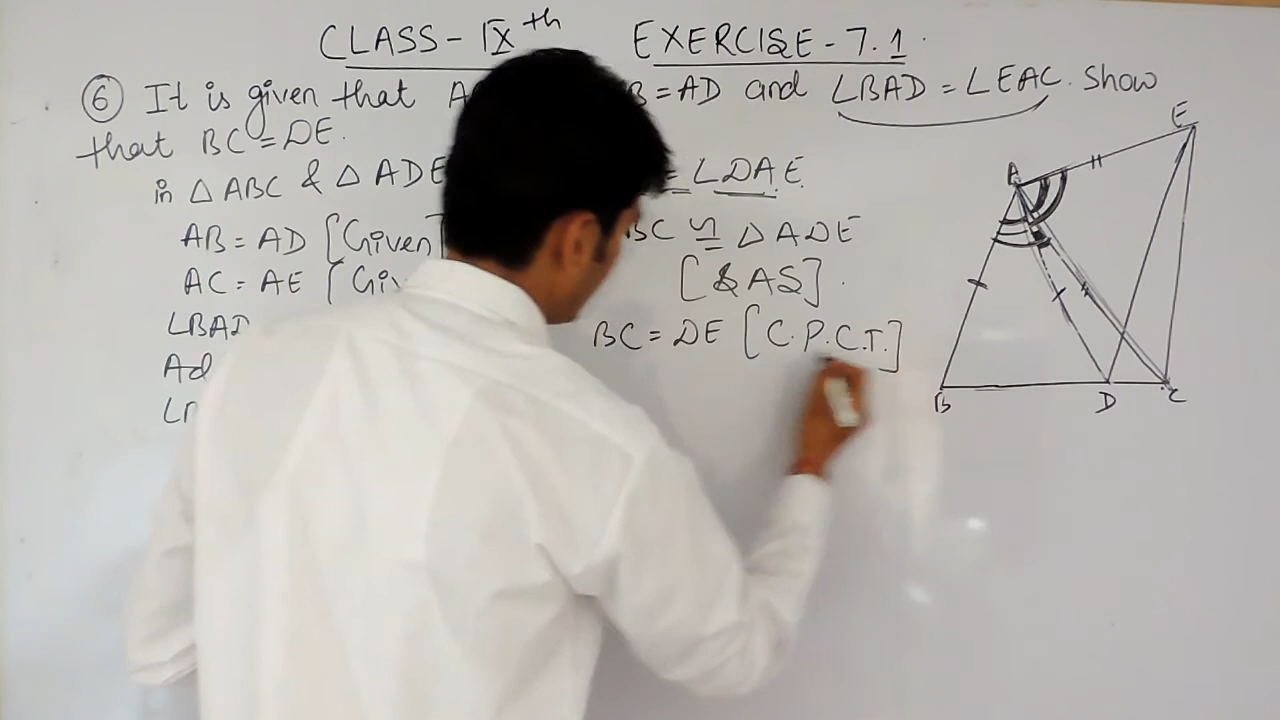 CLASS - IXth EXERCISE - 7.1
⑥ It is given that A B = AD and ∠BAD = ∠EAC. Show
that BC = DE.
in △ ABC & △ ADE = ∠DAE
AB = AD [Given]
BC ≅ △ ADE
AC = AE [Giv
[SAS].
∠BAD
BC = DE [C.P.C.T.]
Ad
∠
A
E
B
D
C